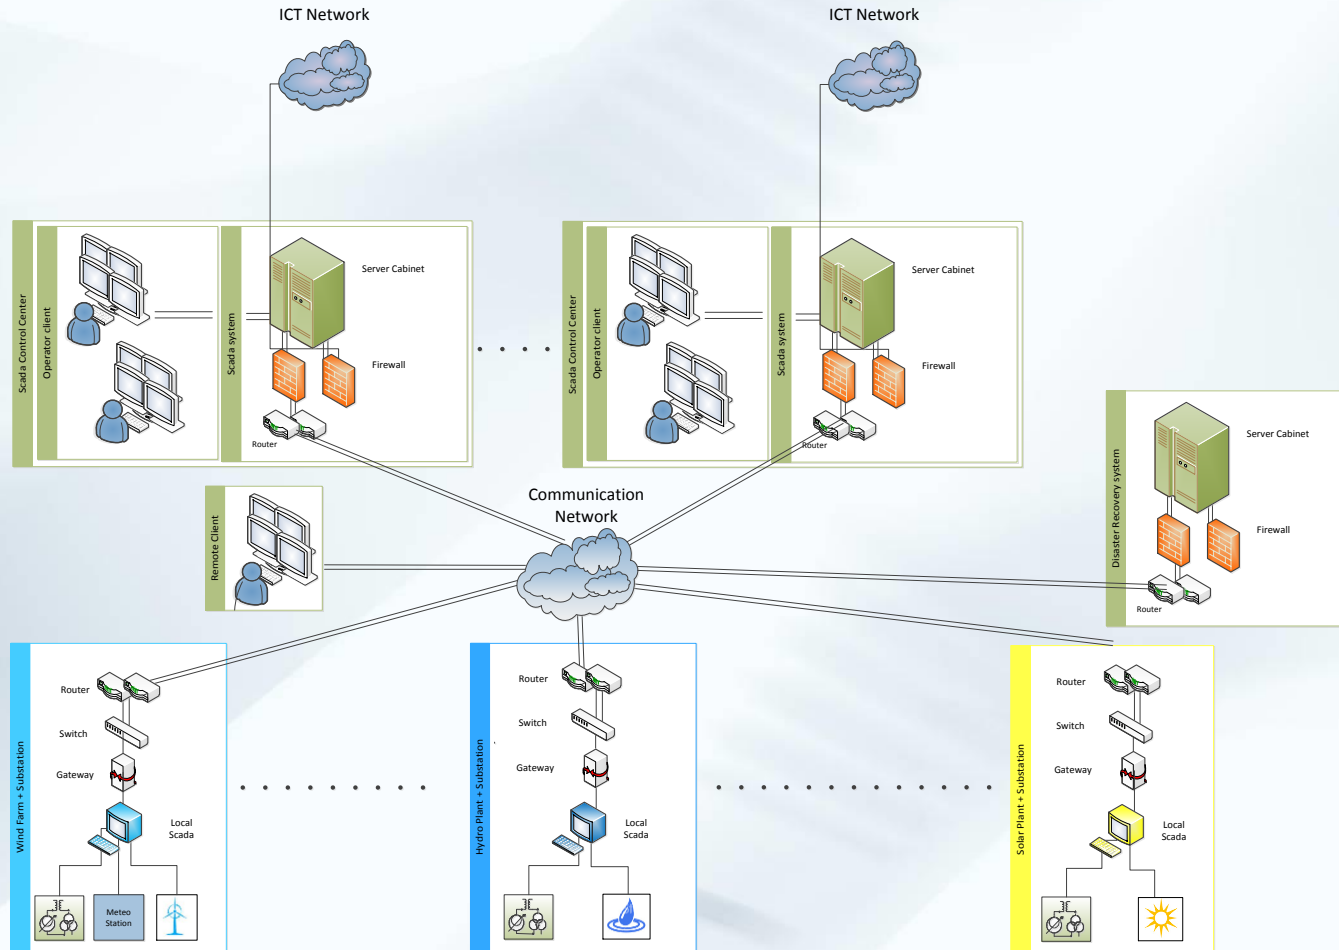 ICT Network
ICT Network
Scada Control Center
Operator client
Scada system
Server Cabinet
Firewall
Router
Scada Control Center
Operator client
Scada system
Server Cabinet
Firewall
Router
Disaster Recovery system
Server Cabinet
Firewall
Router
Remote Client
Communication
Network
Wind Farm + Substation
Router
Switch
Gateway
Local
Scada
Meteo
Station
Hydro Plant + Substation
Router
Switch
Gateway
Local
Scada
Solar Plant + Substation
Router
Switch
Gateway
Local
Scada